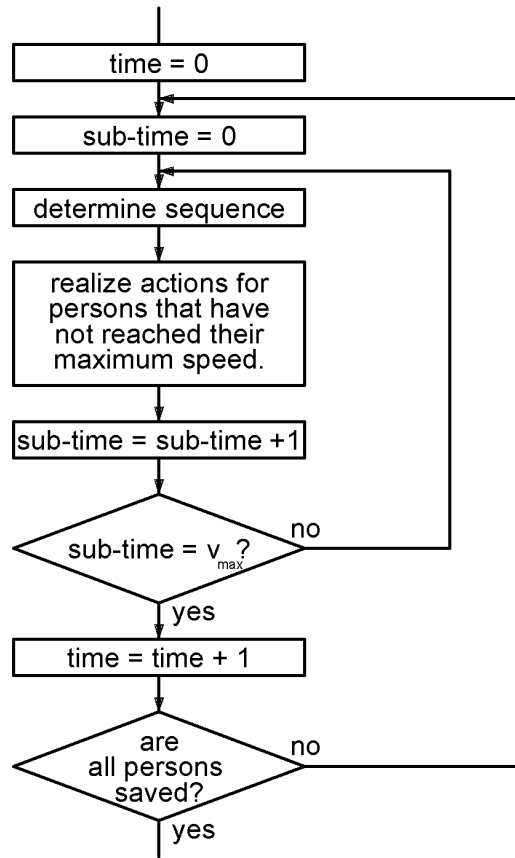 time = 0
sub-time = 0
determine sequence
realize actions for
persons that have
not reached their
maximum speed.
sub-time = sub-time +1
sub-time = vmax?
no
yes
time = time + 1
are
all persons
saved?
no
yes